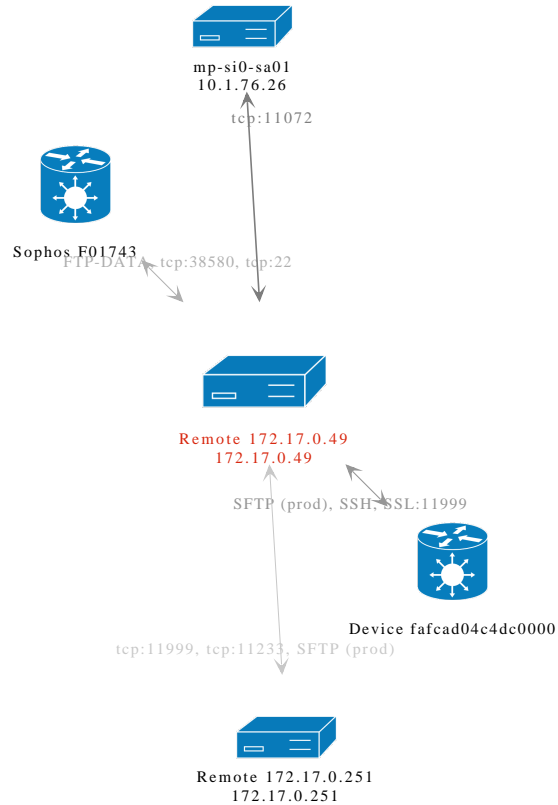 mp-si0-sa01
10.1.76.26
tcp:11072
Sophos F01743
FTP-DATA, tcp:38580, tcp:22
Remote 172.17.0.49
172.17.0.49
SFTP (prod), SSH, SSL:11999
Device fafcad04c4dc0000
tcp:11999, tcp:11233, SFTP (prod)
Remote 172.17.0.251
172.17.0.251